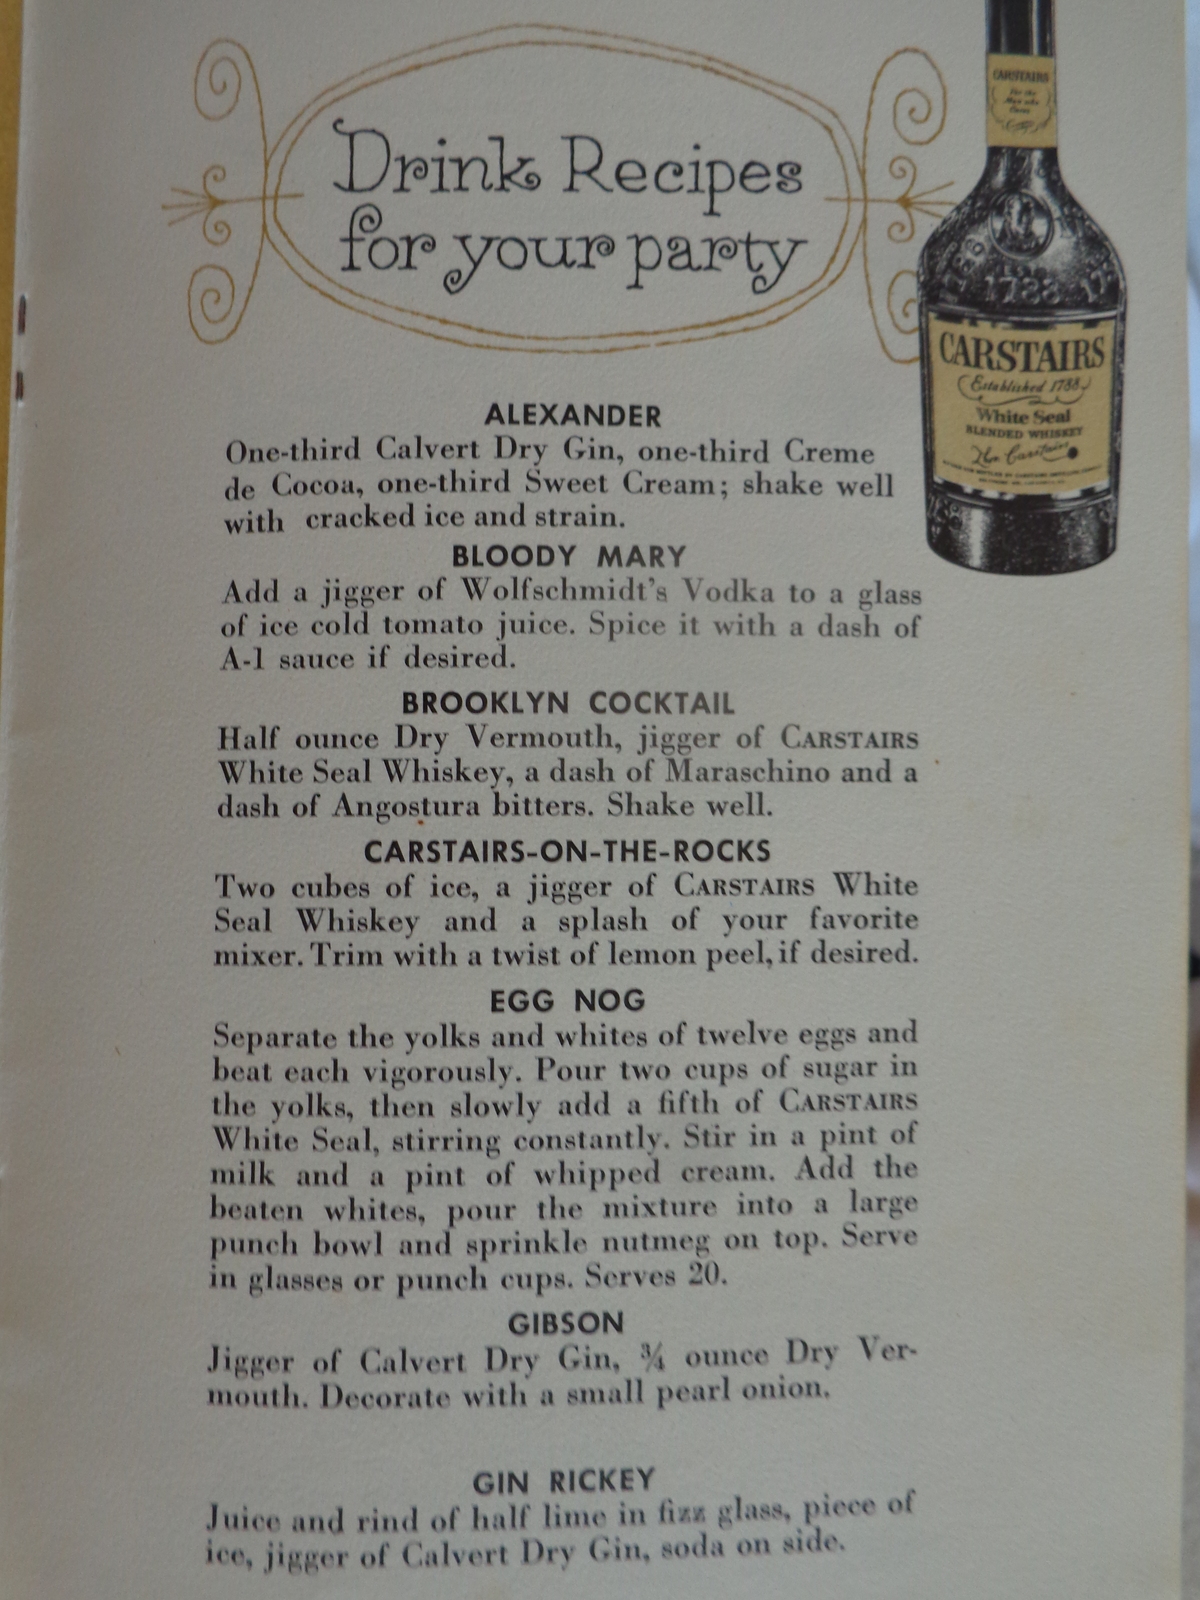 Drink Recipes
for your party
CARSTAIRS
For the
Man who
Cares
1788
CARSTAIRS
Established 1788
White Seal
BLENDED WHISKEY
ALEXANDER
One-third Calvert Dry Gin, one-third Creme
de Cocoa, one-third Sweet Cream; shake well
with cracked ice and strain.
BLOODY MARY
Add a jigger of Wolfschmidt's Vodka to a glass
of ice cold tomato juice. Spice it with a dash of
A-1 sauce if desired.
BROOKLYN COCKTAIL
Half ounce Dry Vermouth, jigger of CARSTAIRS
White Seal Whiskey, a dash of Maraschino and a
dash of Angostura bitters. Shake well.
CARSTAIRS-ON-THE-ROCKS
Two cubes of ice, a jigger of CARSTAIRS White
Seal Whiskey and a splash of your favorite
mixer. Trim with a twist of lemon peel, if desired.
EGG NOG
Separate the yolks and whites of twelve eggs and
beat each vigorously. Pour two cups of sugar in
the yolks, then slowly add a fifth of CARSTAIRS
White Seal, stirring constantly. Stir in a pint of
milk and a pint of whipped cream. Add the
beaten whites, pour the mixture into a large
punch bowl and sprinkle nutmeg on top. Serve
in glasses or punch cups. Serves 20.
GIBSON
Jigger of Calvert Dry Gin, ¾ ounce Dry Ver-
mouth. Decorate with a small pearl onion.
GIN RICKEY
Juice and rind of half lime in fizz glass, piece of
ice, jigger of Calvert Dry Gin, soda on side.